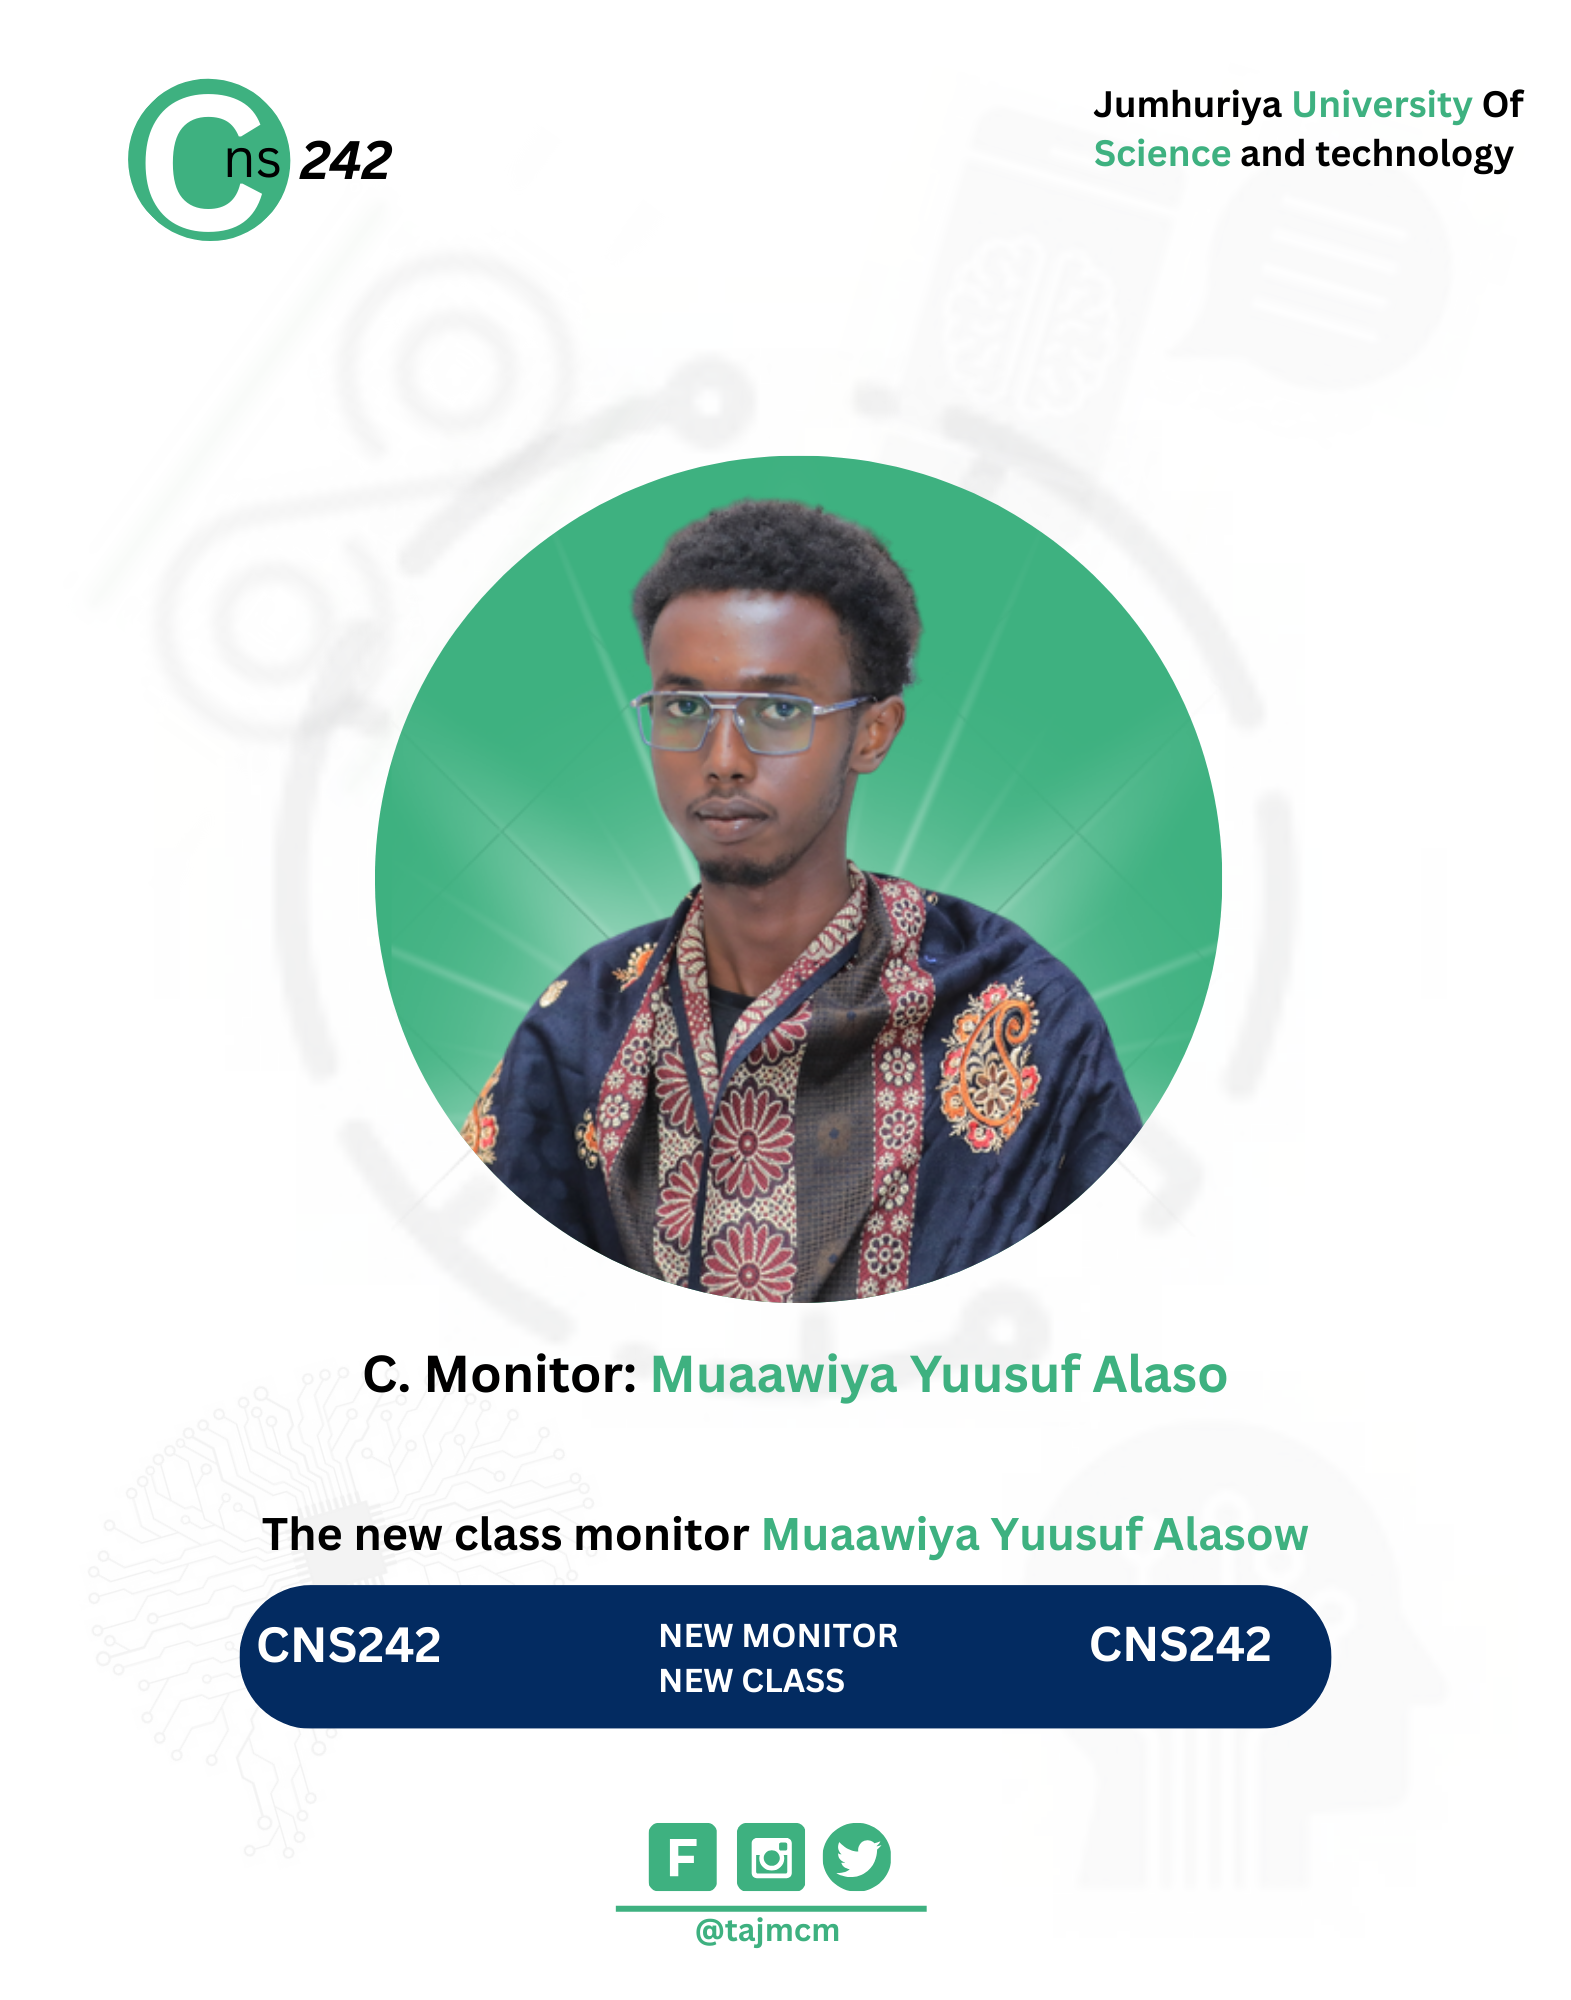 Cns 242
Jumhuriya University Of
Science and technology
C. Monitor: Muaawiya Yuusuf Alaso
The new class monitor Muaawiya Yuusuf Alasow
CNS242
NEW MONITOR
NEW CLASS
CNS242
F
@tajmcm